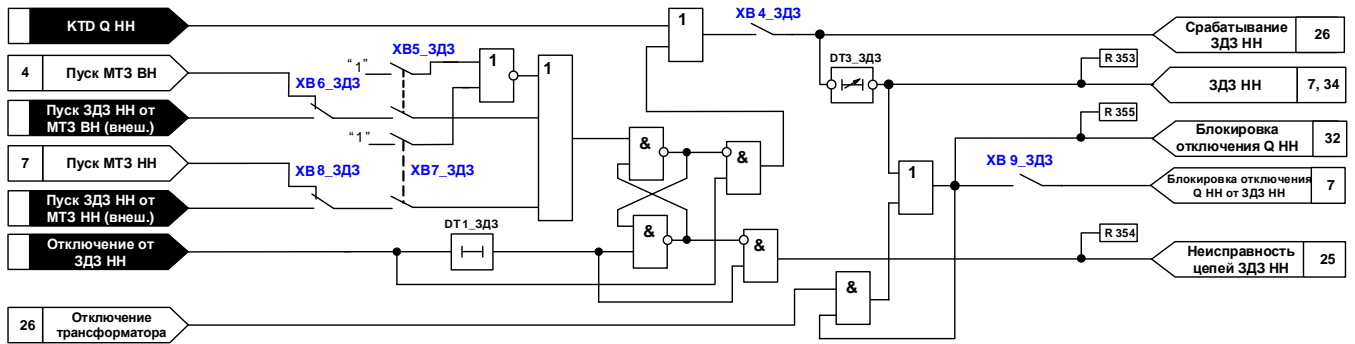 KTD Q НН
4 Пуск МТЗ ВН
Пуск ЗДЗ НН от
МТЗ ВН (внеш.)
7 Пуск МТЗ НН
Пуск ЗДЗ НН от
МТЗ НН (внеш.)
Отключение от
ЗДЗ НН
26 Отключение
трансформатора
XB6_ЗДЗ
XB8_ЗДЗ
XB5_ЗДЗ
"1"
"1"
XB7_ЗДЗ
DT1_ЗДЗ
1
1
&
&
1
&
&
XB4_ЗДЗ
DT3_ЗДЗ
&
1
XB9_ЗДЗ
R 353
R 355
R 354
Срабатывание
ЗДЗ НН 26
ЗДЗ НН 7, 34
Блокировка
отключения Q НН 32
Блокировка отключения
Q НН от ЗДЗ НН 7
Неисправность
цепей ЗДЗ НН 25